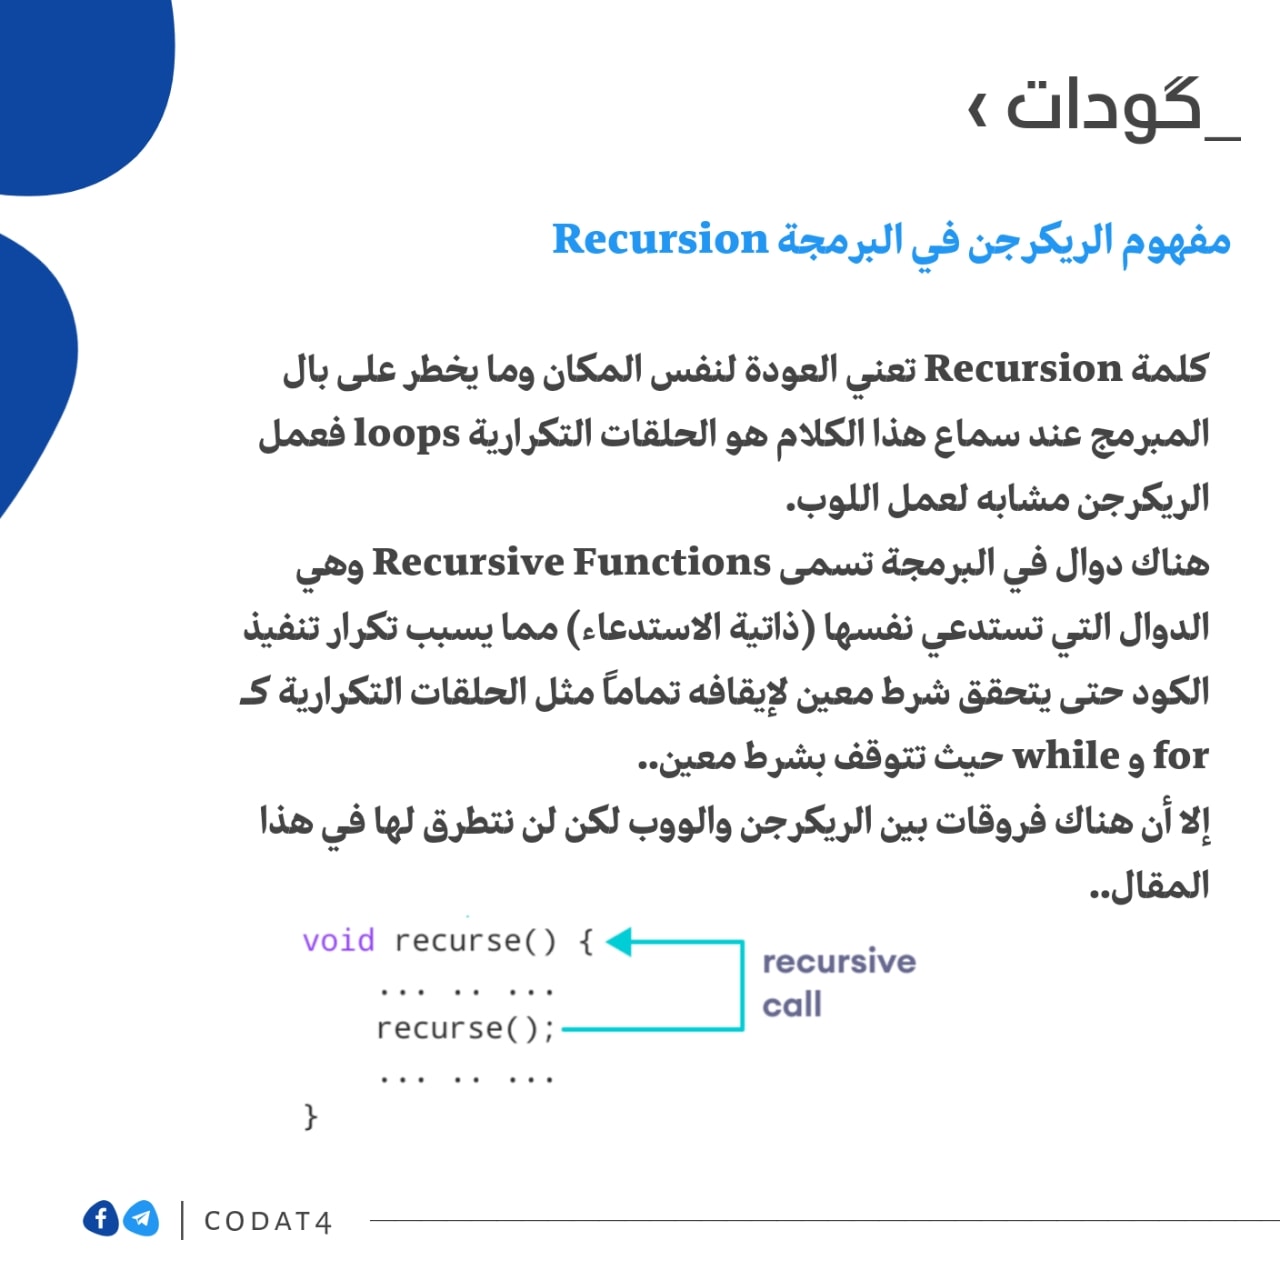 _گودات ›
مفهوم الريكرجن في البرمجة Recursion
كلمة Recursion تعني العودة لنفس المكان وما يخطر على بال
المبرمج عند سماع هذا الكلام هو الحلقات التكرارية loops فعمل
الريكرجن مشابه لعمل اللوب.
هناك دوال في البرمجة تسمى Recursive Functions وهي
الدوال التي تستدعي نفسها (ذاتية الاستدعاء) مما يسبب تكرار تنفيذ
الكود حتى يتحقق شرط معين لإيقافه تماماً مثل الحلقات التكرارية كـ
for و while حيث تتوقف بشرط معين..
إلا أن هناك فروقات بين الريكرجن والووب لكن لن نتطرق لها في هذا
المقال..
void recurse() {
... .. ...
recurse();
... .. ...
}
recursive
call
CODAT4